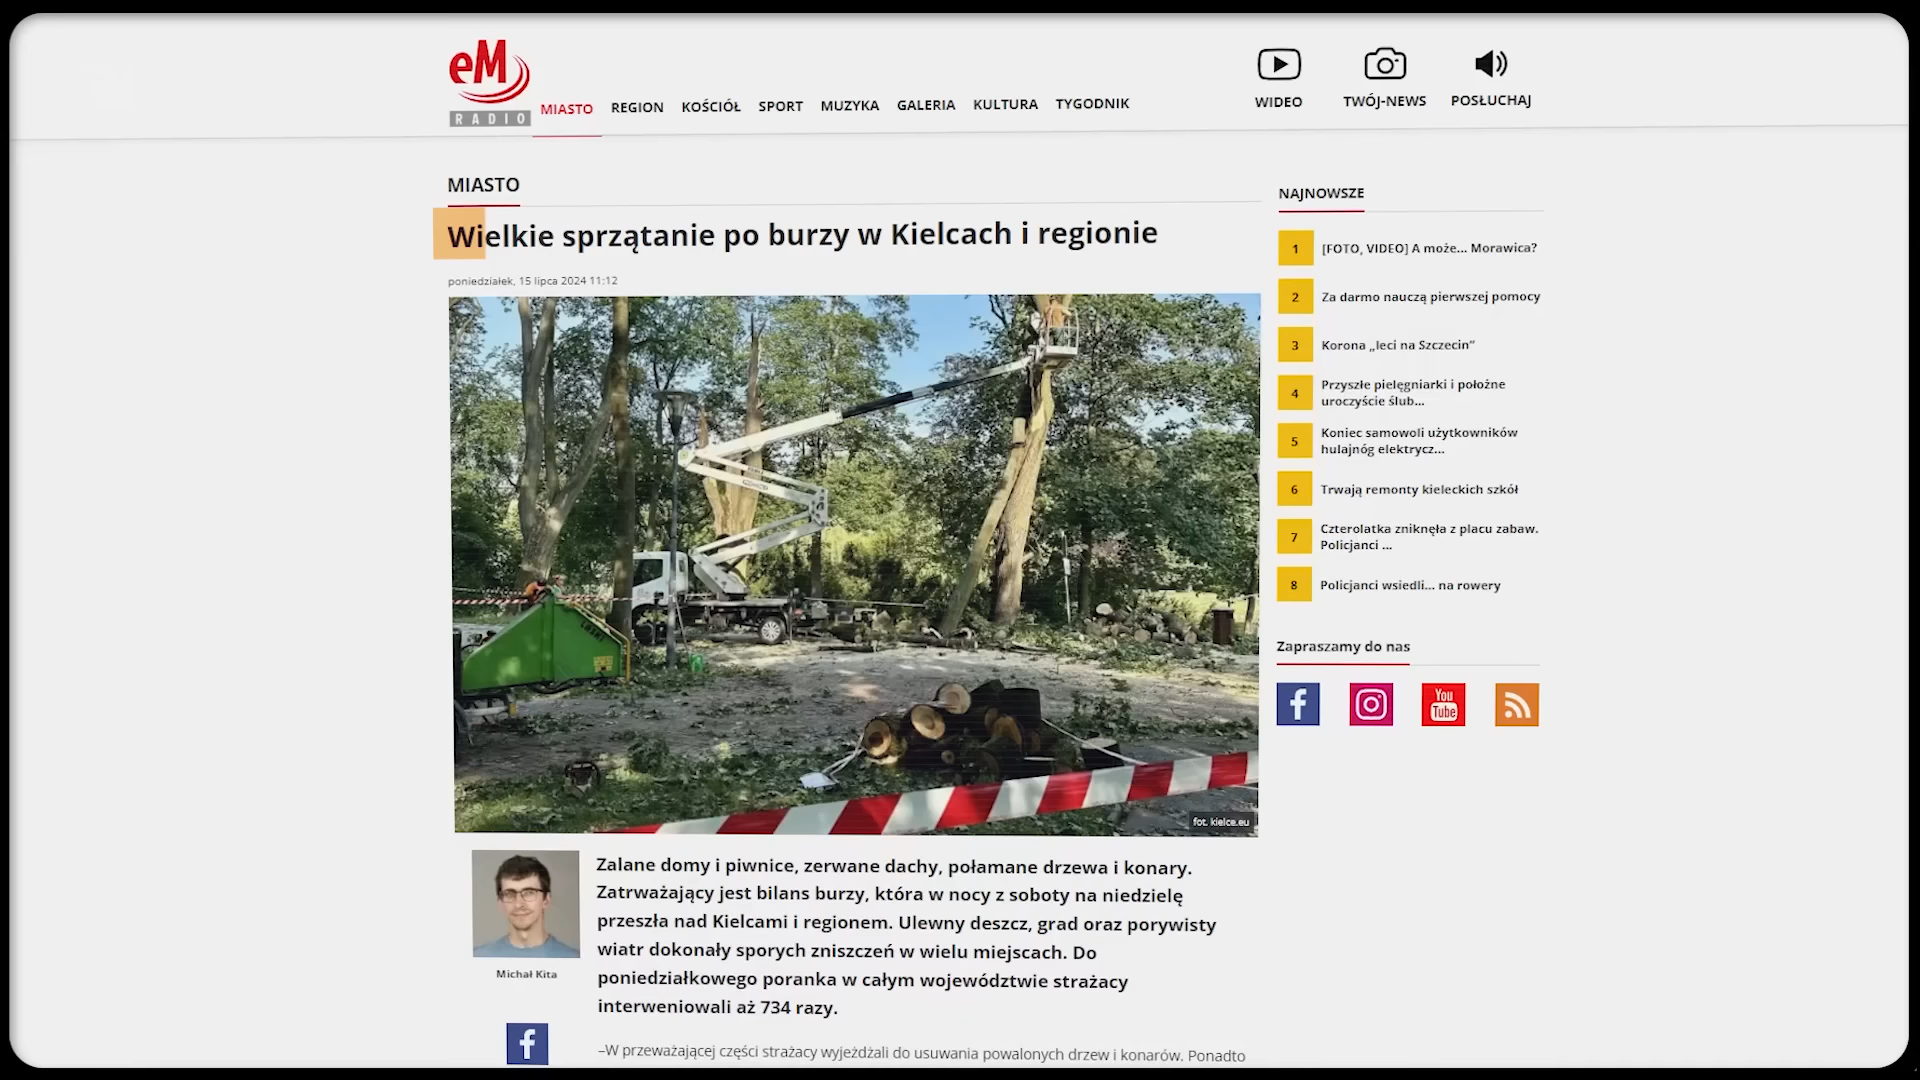 eM
RADIO
MIASTO REGION KOŚCIÓŁ SPORT MUZYKA GALERIA KULTURA TYGODNIK
WIDEO TWÓJ-NEWS POSŁUCHAJ
MIASTO
Wielkie sprzątanie po burzy w Kielcach i regionie
poniedziałek, 15 lipca 2024 11:12
fot. kielce.eu
Michał Kita
Zalane domy i piwnice, zerwane dachy, połamane drzewa i konary.
Zatrważający jest bilans burzy, która w nocy z soboty na niedzielę
przeszła nad Kielcami i regionem. Ulewny deszcz, grad oraz porywisty
wiatr dokonały sporych zniszczeń w wielu miejscach. Do
poniedziałkowego poranka w całym województwie strażacy
interweniowali aż 734 razy.
–W przeważającej części strażacy wyjeżdżali do usuwania powalonych drzew i konarów. Ponadto
NAJNOWSZE
1 [FOTO, VIDEO] A może... Morawica?
2 Za darmo nauczą pierwszej pomocy
3 Korona „leci na Szczecin”
4 Przyszłe pielęgniarki i położne
uroczyście ślub...
5 Koniec samowoli użytkowników
hulajnóg elektrycz...
6 Trwają remonty kieleckich szkół
7 Czterolatka zniknęła z placu zabaw.
Policjanci ...
8 Policjanci wsiedli... na rowery
Zapraszamy do nas
You
Tube